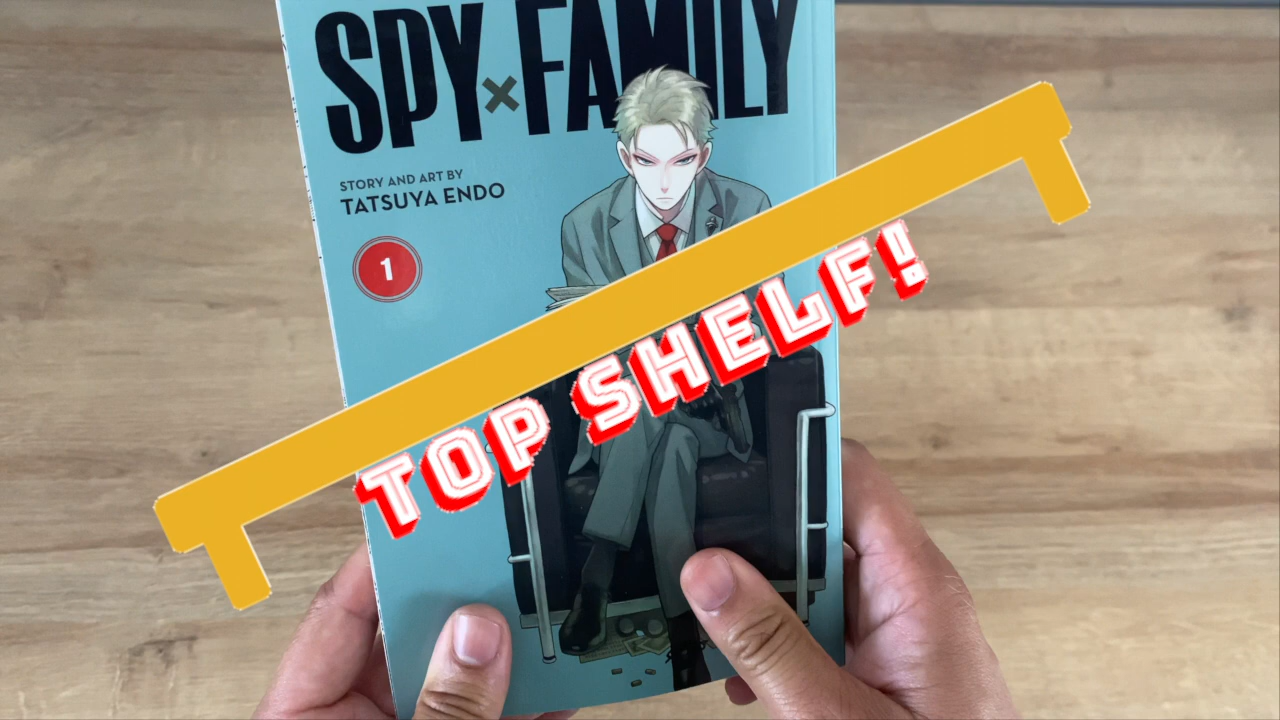 SPY×FAMILY
STORY AND ART BY
TATSUYA ENDO
1
TOP SHELF!